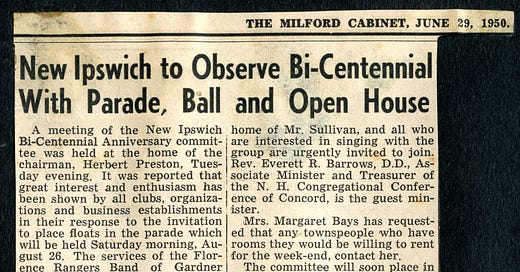 THE MILFORD CABINET, JUNE 29, 1950.
New Ipswich to Observe Bi-Centennial
With Parade, Ball and Open House
A meeting of the New Ipswich
Bi-Centennial Anniversary commit-
tee was held at the home of the
chairman, Herbert Preston, Tues-
day evening. It was reported that
great interest and enthusiasm has
been shown by all clubs, organiza-
tions and business establishments
in their response to the invitation
to place floats in the parade which
will be held Saturday morning, Au-
gust 26. The services of the Flor-
ence Rangers Band of Gardner
home of Mr. Sullivan, and all who
are interested in singing with the
group are urgently invited to join.
Rev. Everett R. Barrows, D.D., As-
sociate Minister and Treasurer of
the N. H. Congregational Confer-
ence of Concord, is the guest min-
ister.
Mrs. Margaret Bays has request-
ed that any townspeople who have
rooms they would be willing to rent
for the week-end, contact her.
The committee will soon place in